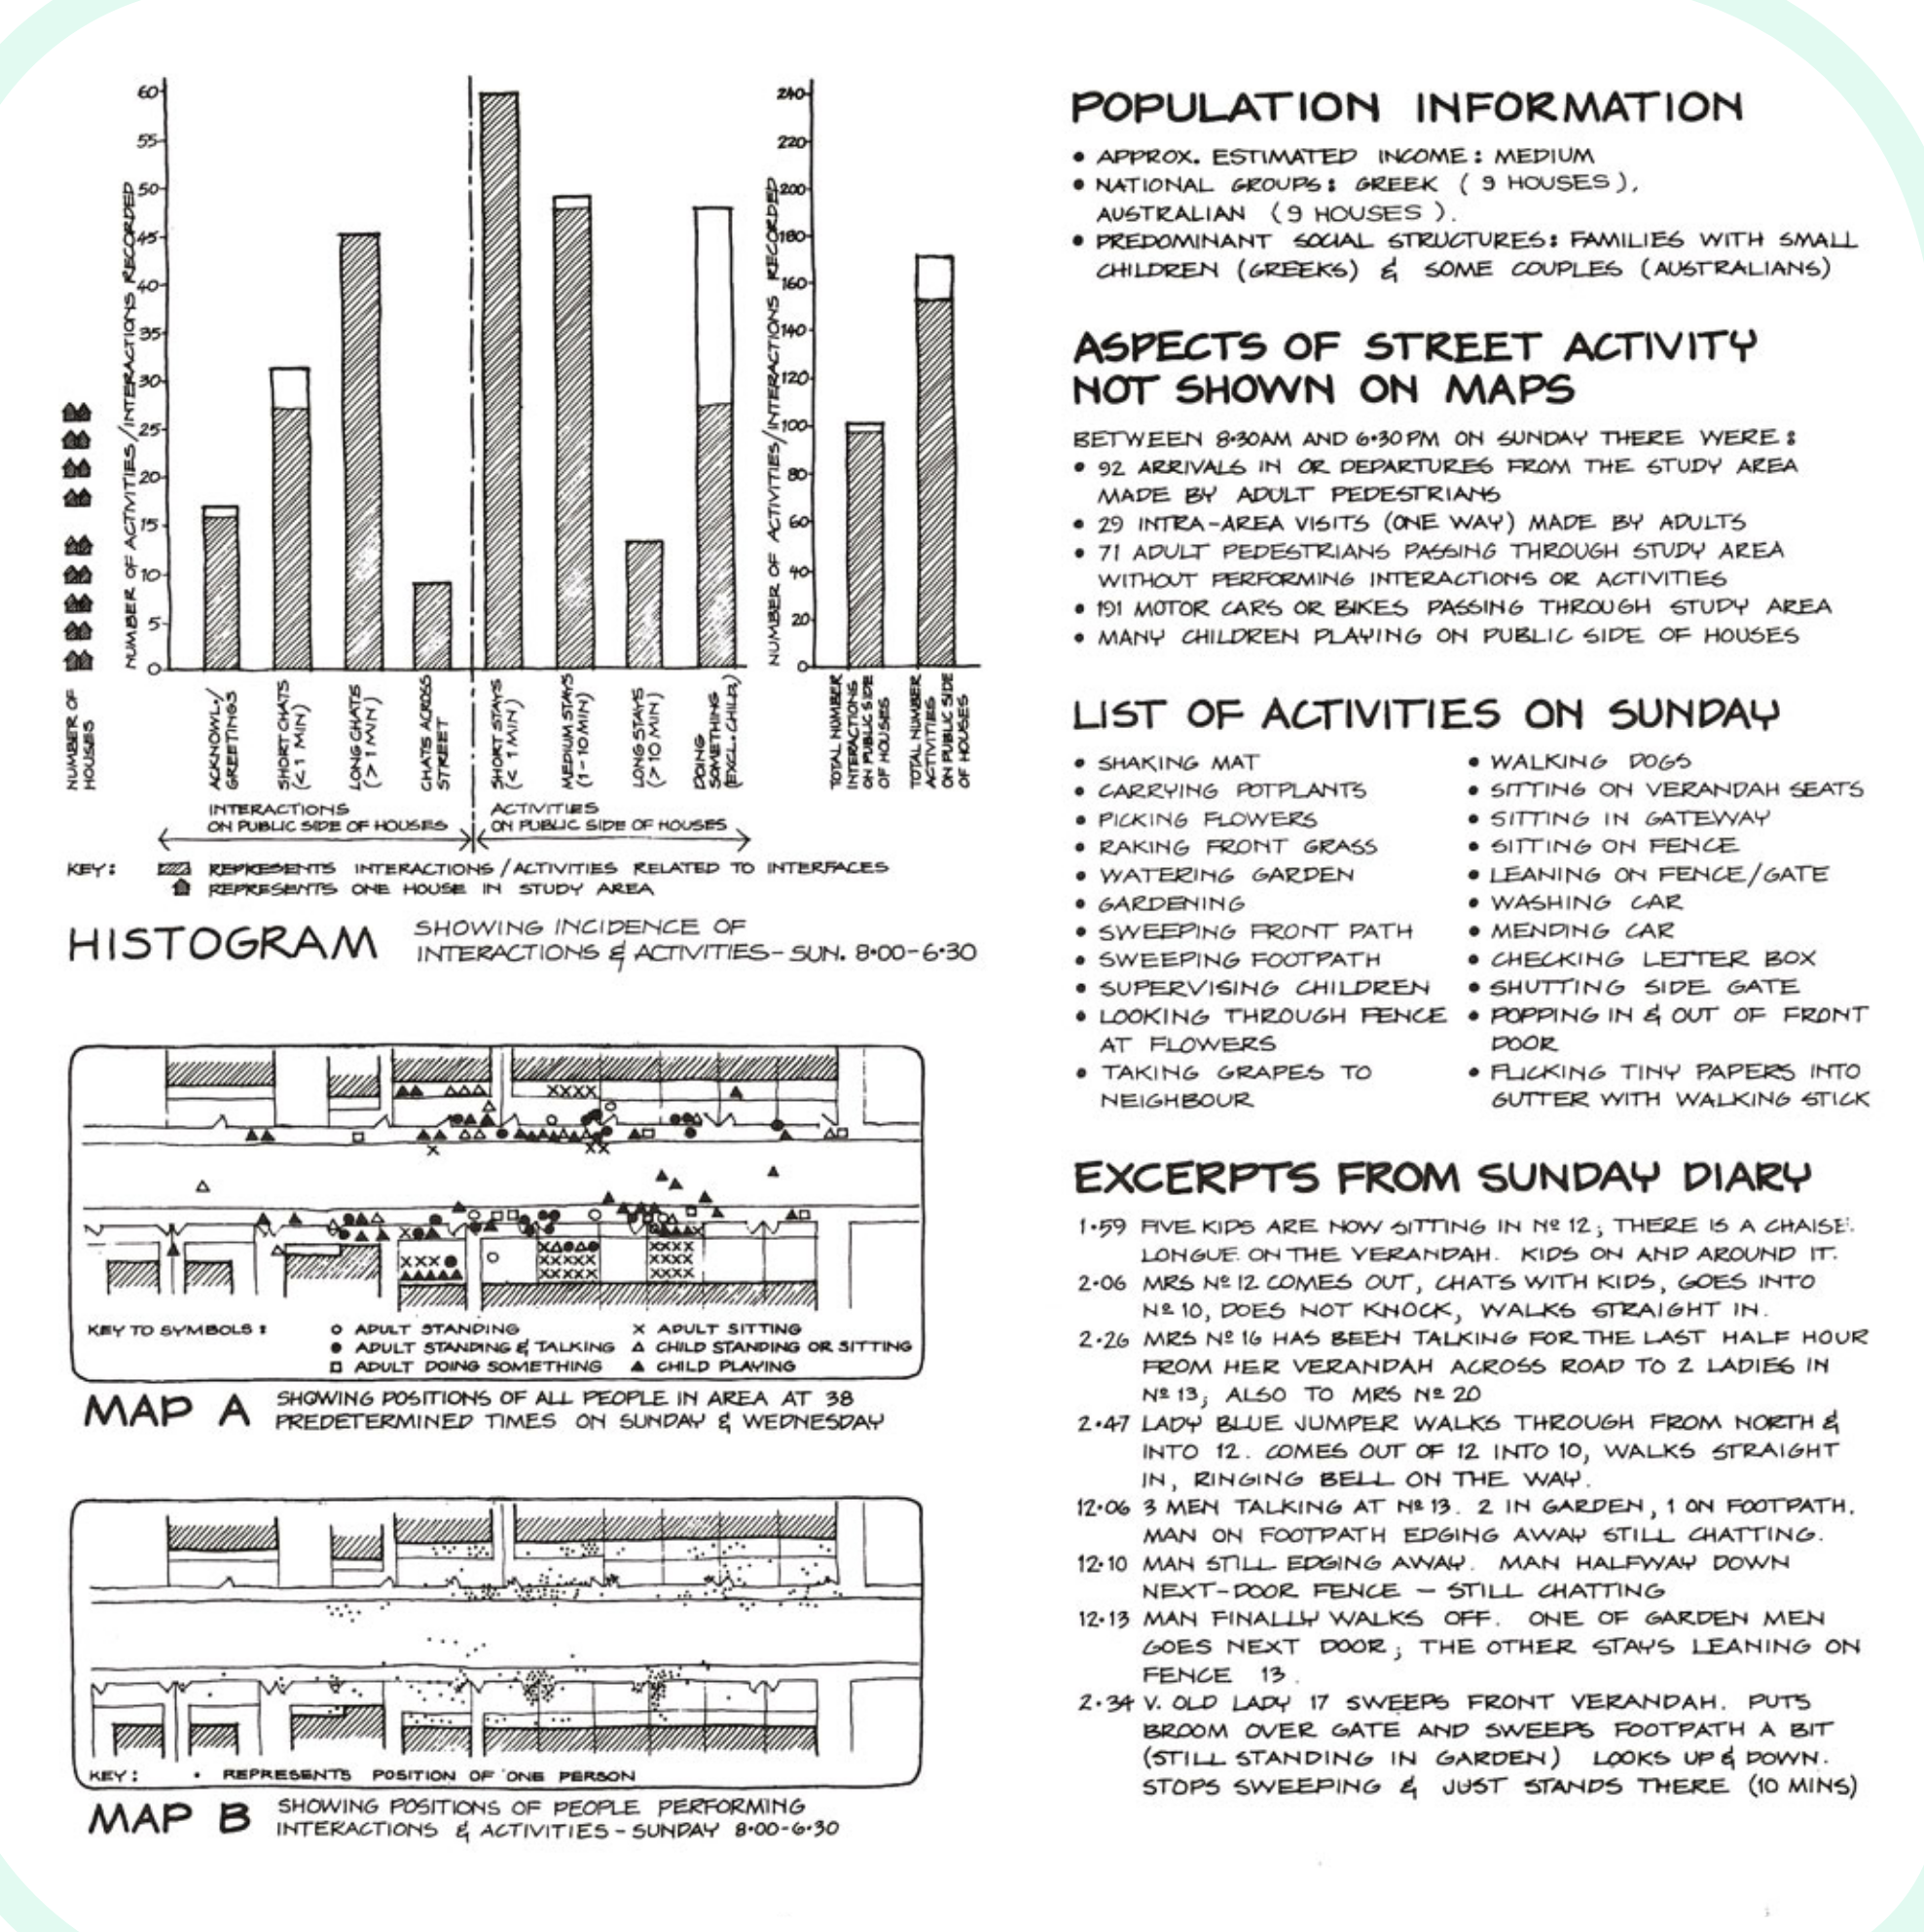 60
55
50
45
40
35
30
25
20
15
10
5
0
NUMBER OF ACTIVITIES/INTERACTIONS RECORDED
240
220
200
180
160
140
120
100
80
60
40
20
0
NUMBER OF ACTIVITIES/INTERACTIONS RECORDED
NUMBER OF
HOUSES
ACKNOWL./
GREETINGS
SHORT CHATS
(< 1 MIN)
LONG CHATS
(> 1 MIN)
CHATS ACROSS
STREET
SHORT STAYS
(< 1 MIN)
MEDIUM STAYS
(1-10 MIN)
LONG STAYS
(> 10 MIN)
DOING
SOMETHING
(EXCL. CHILD.)
TOTAL NUMBER
INTERACTIONS
ON PUBLIC SIDE
OF HOUSES
TOTAL NUMBER
ACTIVITIES
ON PUBLIC SIDE
OF HOUSES
INTERACTIONS
ON PUBLIC SIDE OF HOUSES
ACTIVITIES
ON PUBLIC SIDE OF HOUSES
KEY: REPRESENTS INTERACTIONS/ACTIVITIES RELATED TO INTERFACES
REPRESENTS ONE HOUSE IN STUDY AREA
HISTOGRAM
SHOWING INCIDENCE OF
INTERACTIONS & ACTIVITIES - SUN. 8·00-6·30
KEY TO SYMBOLS:
ADULT STANDING
ADULT STANDING & TALKING
ADULT DOING SOMETHING
ADULT SITTING
CHILD STANDING OR SITTING
CHILD PLAYING
MAP A
SHOWING POSITIONS OF ALL PEOPLE IN AREA AT 38
PREDETERMINED TIMES ON SUNDAY & WEDNESDAY
KEY: • REPRESENTS POSITION OF ONE PERSON
MAP B
SHOWING POSITIONS OF PEOPLE PERFORMING
INTERACTIONS & ACTIVITIES - SUNDAY 8·00-6·30
POPULATION INFORMATION
• APPROX. ESTIMATED INCOME: MEDIUM
• NATIONAL GROUPS: GREEK (9 HOUSES),
AUSTRALIAN (9 HOUSES).
• PREDOMINANT SOCIAL STRUCTURES: FAMILIES WITH SMALL
CHILDREN (GREEKS) & SOME COUPLES (AUSTRALIANS)
ASPECTS OF STREET ACTIVITY
NOT SHOWN ON MAPS
BETWEEN 8·30AM AND 6·30PM ON SUNDAY THERE WERE:
• 92 ARRIVALS IN OR DEPARTURES FROM THE STUDY AREA
MADE BY ADULT PEDESTRIANS
• 29 INTRA-AREA VISITS (ONE WAY) MADE BY ADULTS
• 71 ADULT PEDESTRIANS PASSING THROUGH STUDY AREA
WITHOUT PERFORMING INTERACTIONS OR ACTIVITIES
• 191 MOTOR CARS OR BIKES PASSING THROUGH STUDY AREA
• MANY CHILDREN PLAYING ON PUBLIC SIDE OF HOUSES
LIST OF ACTIVITIES ON SUNDAY
• SHAKING MAT
• CARRYING POTPLANTS
• PICKING FLOWERS
• RAKING FRONT GRASS
• WATERING GARDEN
• GARDENING
• SWEEPING FRONT PATH
• SWEEPING FOOTPATH
• SUPERVISING CHILDREN
• LOOKING THROUGH FENCE
AT FLOWERS
• TAKING GRAPES TO
NEIGHBOUR
• WALKING DOGS
• SITTING ON VERANDAH SEATS
• SITTING IN GATEWAY
• SITTING ON FENCE
• LEANING ON FENCE/GATE
• WASHING CAR
• MENDING CAR
• CHECKING LETTER BOX
• SHUTTING SIDE GATE
• POPPING IN & OUT OF FRONT
DOOR
• FLICKING TINY PAPERS INTO
GUTTER WITH WALKING STICK
EXCERPTS FROM SUNDAY DIARY
1·59 FIVE KIDS ARE NOW SITTING IN Nº 12; THERE IS A CHAISE.
LONGUE. ON THE VERANDAH. KIDS ON AND AROUND IT.
2·06 MRS Nº 12 COMES OUT, CHATS WITH KIDS, GOES INTO
Nº 10, DOES NOT KNOCK, WALKS STRAIGHT IN.
2·26 MRS Nº 16 HAS BEEN TALKING FOR THE LAST HALF HOUR
FROM HER VERANDAH ACROSS ROAD TO 2 LADIES IN
Nº 13; ALSO TO MRS Nº 20
2·47 LADY BLUE JUMPER WALKS THROUGH FROM NORTH &
INTO 12. COMES OUT OF 12 INTO 10, WALKS STRAIGHT
IN, RINGING BELL ON THE WAY.
12·06 3 MEN TALKING AT Nº 13. 2 IN GARDEN, 1 ON FOOTPATH.
MAN ON FOOTPATH EDGING AWAY STILL CHATTING.
12·10 MAN STILL EDGING AWAY. MAN HALFWAY DOWN
NEXT-DOOR FENCE – STILL CHATTING
12·13 MAN FINALLY WALKS OFF. ONE OF GARDEN MEN
GOES NEXT DOOR; THE OTHER STAYS LEANING ON
FENCE 13.
2·34 V. OLD LADY 17 SWEEPS FRONT VERANDAH. PUTS
BROOM OVER GATE AND SWEEPS FOOTPATH A BIT
(STILL STANDING IN GARDEN) LOOKS UP & DOWN.
STOPS SWEEPING & JUST STANDS THERE (10 MINS)